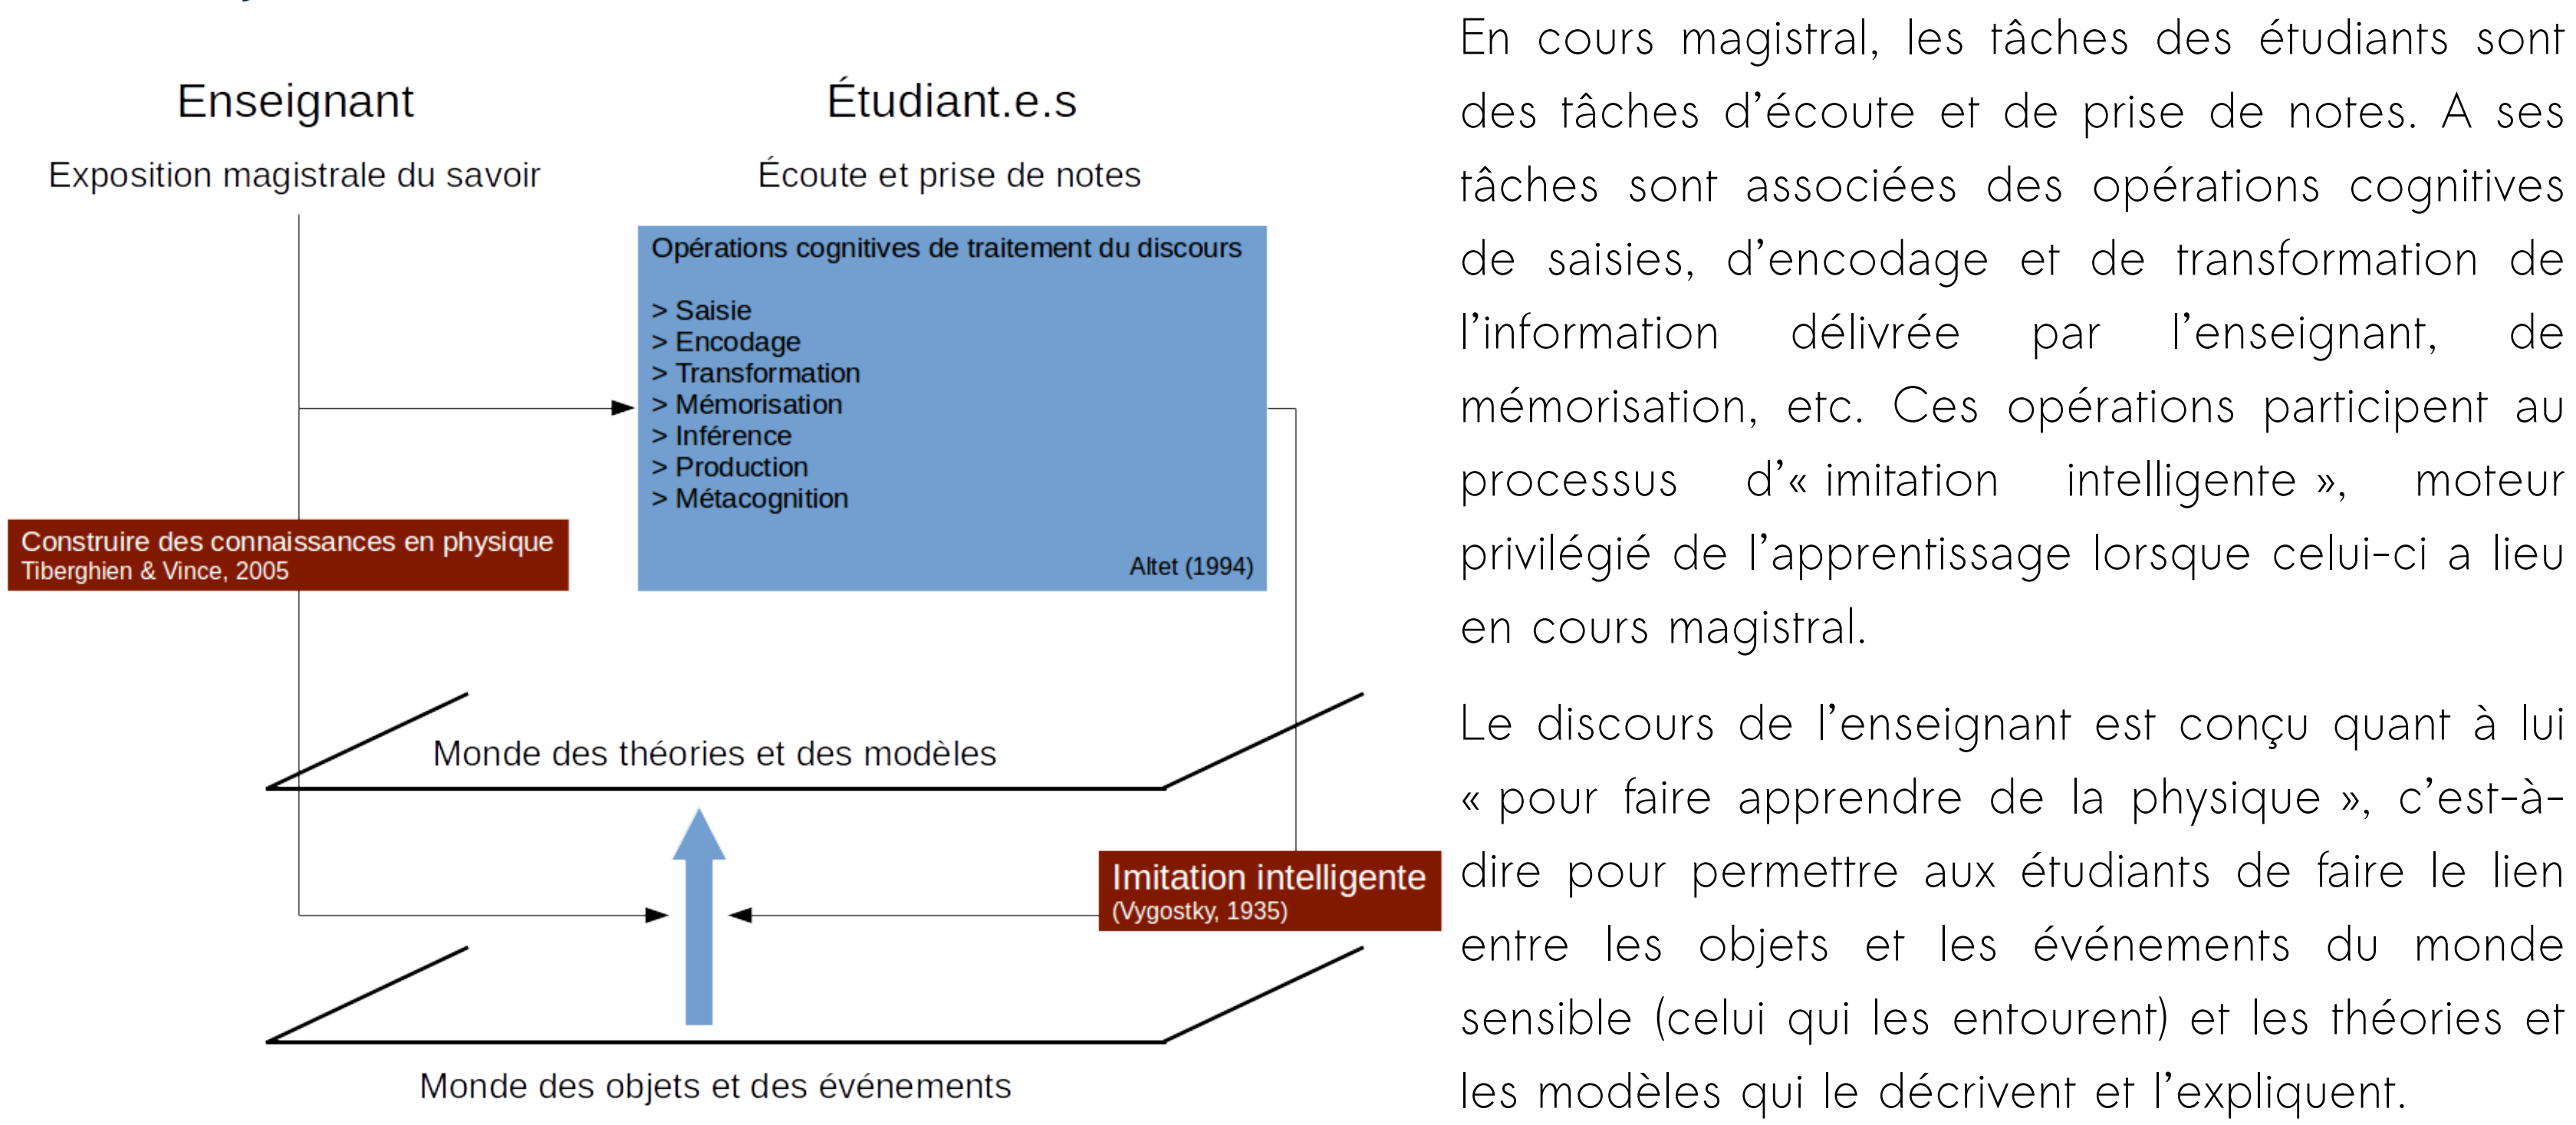 Enseignant
Exposition magistrale du savoir
Étudiant.e.s
Écoute et prise de notes
Opérations cognitives de traitement du discours
> Saisie
> Encodage
> Transformation
> Mémorisation
> Inférence
> Production
> Métacognition
Altet (1994)
Construire des connaissances en physique
Tiberghien & Vince, 2005
Monde des théories et des modèles
Imitation intelligente
(Vygostky, 1935)
Monde des objets et des événements
En cours magistral, les tâches des étudiants sont
des tâches d’écoute et de prise de notes. A ses
tâches sont associées des opérations cognitives
de saisies, d’encodage et de transformation de
l’information délivrée par l’enseignant, de
mémorisation, etc. Ces opérations participent au
processus d’« imitation intelligente », moteur
privilégié de l’apprentissage lorsque celui-ci a lieu
en cours magistral.
Le discours de l’enseignant est conçu quant à lui
« pour faire apprendre de la physique », c’est-à-
dire pour permettre aux étudiants de faire le lien
entre les objets et les événements du monde
sensible (celui qui les entourent) et les théories et
les modèles qui le décrivent et l’expliquent.